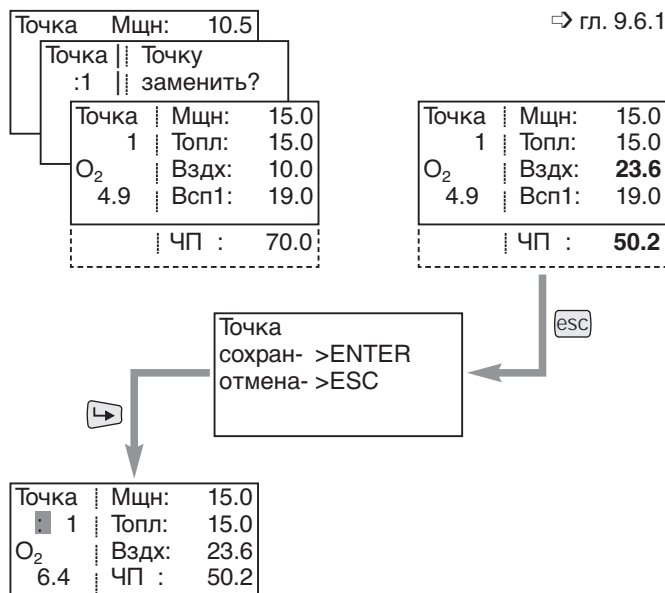 ⇨ гл. 9.6.1
Точка Мщн: 10.5
Точка Точку
:1 заменить?
Точка Мщн: 15.0
1 Топл: 15.0
O₂ Вздх: 10.0
4.9 Всп1: 19.0
ЧП : 70.0
Точка Мщн: 15.0
1 Топл: 15.0
O₂ Вздх: 23.6
4.9 Всп1: 19.0
ЧП : 50.2
esc
Точка
сохран- >ENTER
отмена- >ESC
Точка Мщн: 15.0
: 1 Топл: 15.0
O₂ Вздх: 23.6
6.4 ЧП : 50.2